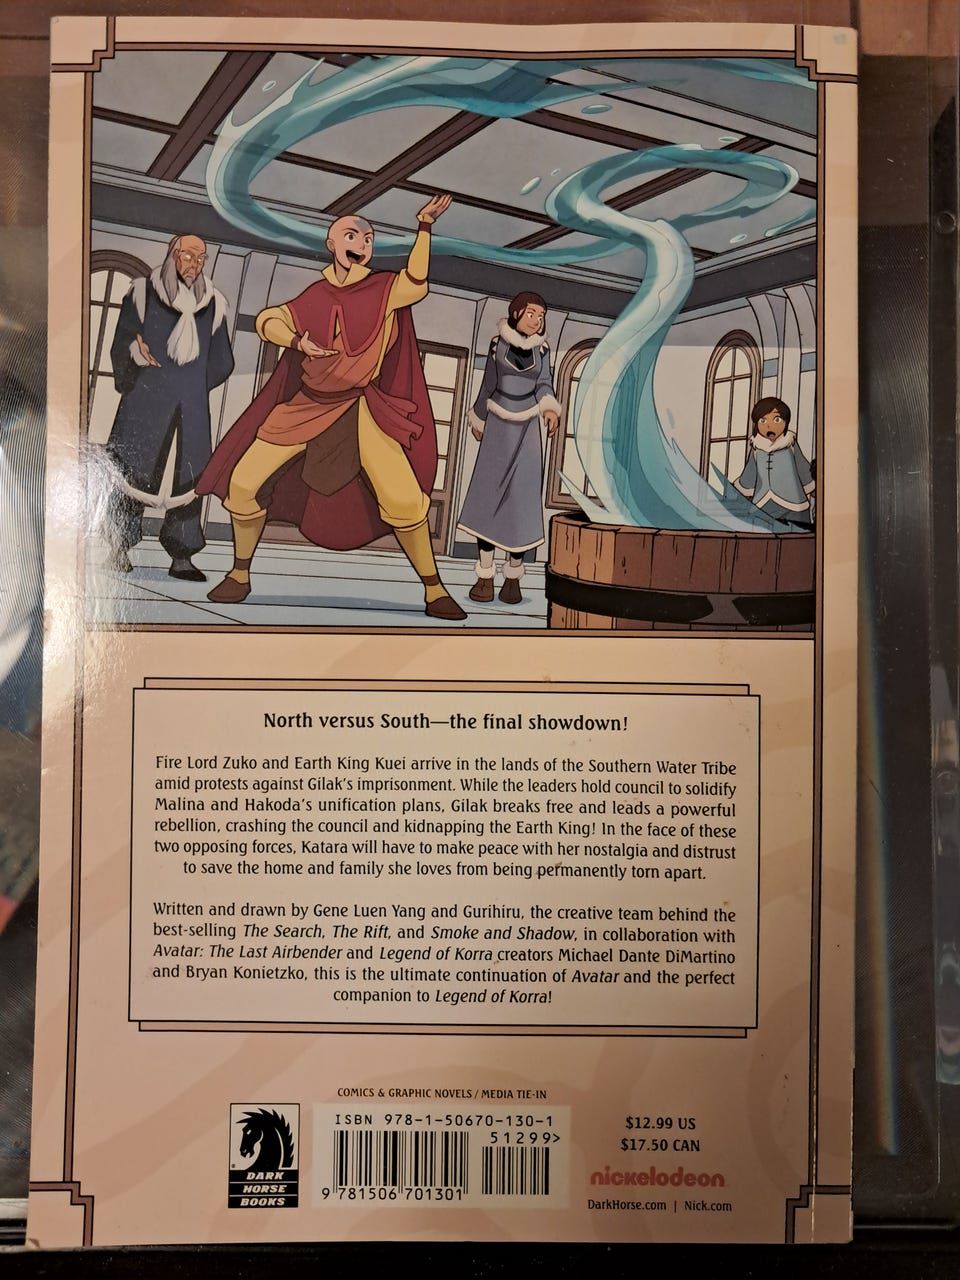 North versus South—the final showdown!
Fire Lord Zuko and Earth King Kuei arrive in the lands of the Southern Water Tribe
amid protests against Gilak's imprisonment. While the leaders hold council to solidify
Malina and Hakoda's unification plans, Gilak breaks free and leads a powerful
rebellion, crashing the council and kidnapping the Earth King! In the face of these
two opposing forces, Katara will have to make peace with her nostalgia and distrust
to save the home and family she loves from being permanently torn apart.
Written and drawn by Gene Luen Yang and Gurihiru, the creative team behind the
best-selling The Search, The Rift, and Smoke and Shadow, in collaboration with
Avatar: The Last Airbender and Legend of Korra creators Michael Dante DiMartino
and Bryan Konietzko, this is the ultimate continuation of Avatar and the perfect
companion to Legend of Korra!
COMICS & GRAPHIC NOVELS / MEDIA TIE-IN
DARK
HORSE
BOOKS
ISBN 978-1-50670-130-1
51299>
9 781506 701301
$12.99 US
$17.50 CAN
nickelodeon
DarkHorse.com | Nick.com